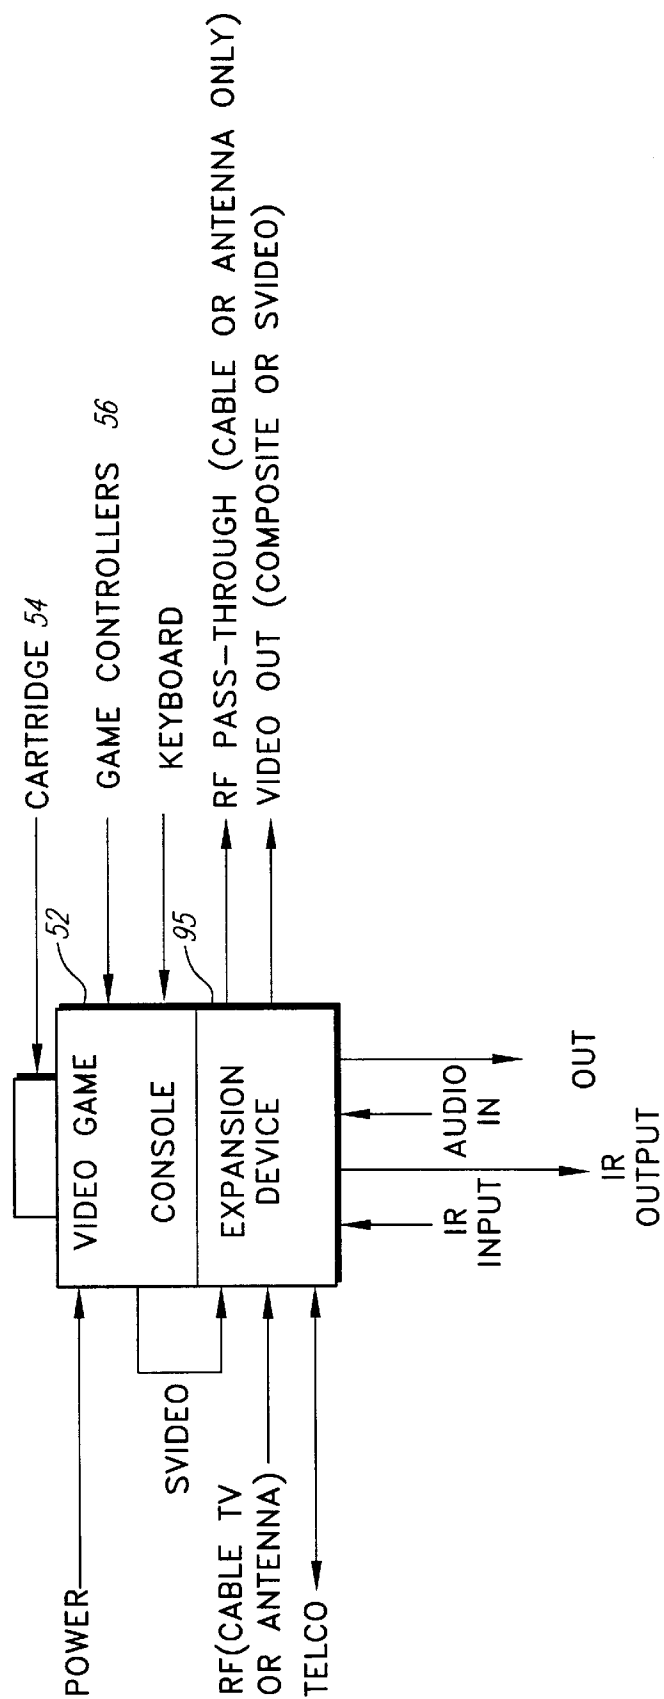 CARTRIDGE 54
GAME CONTROLLERS 56
KEYBOARD
RF PASS-THROUGH (CABLE OR ANTENNA ONLY)
VIDEO OUT (COMPOSITE OR SVIDEO)
52
95
VIDEO GAME
CONSOLE
EXPANSION
DEVICE
POWER
SVIDEO
RF(CABLE TV
OR ANTENNA)
TELCO
IR
INPUT
IR
OUTPUT
AUDIO
IN
OUT